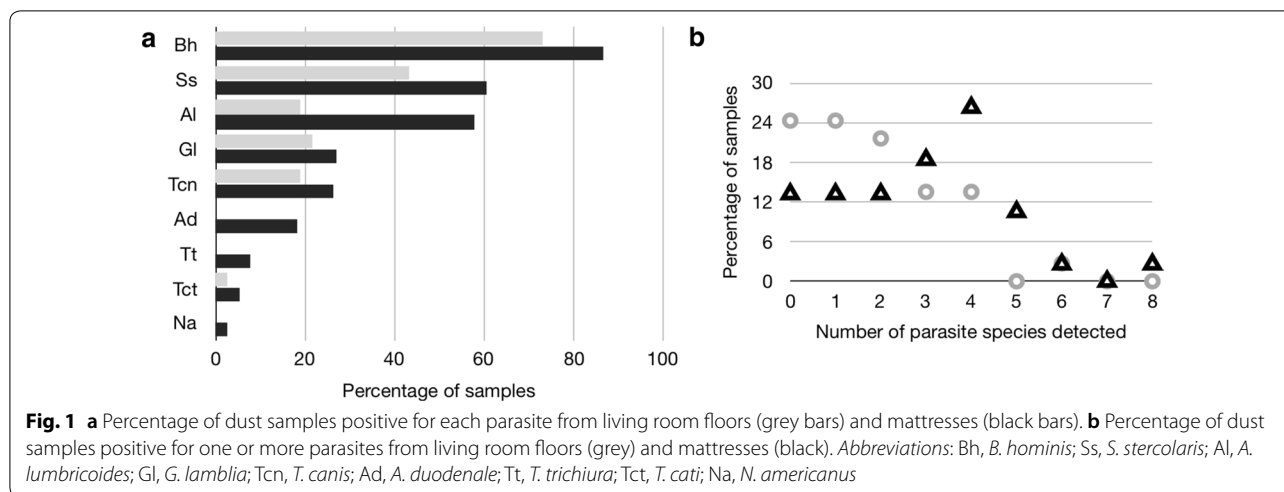 a
Bh
Ss
Al
Gl
Tcn
Ad
Tt
Tct
Na
0 20 40 60 80 100
Percentage of samples
b
Percentage of samples
30
24
18
12
6
0
0 1 2 3 4 5 6 7 8
Number of parasite species detected
Fig. 1 a Percentage of dust samples positive for each parasite from living room floors (grey bars) and mattresses (black bars). b Percentage of dust
samples positive for one or more parasites from living room floors (grey) and mattresses (black). Abbreviations: Bh, B. hominis; Ss, S. stercolaris; Al, A.
lumbricoides; Gl, G. lamblia; Tcn, T. canis; Ad, A. duodenale; Tt, T. trichiura; Tct, T. cati; Na, N. americanus